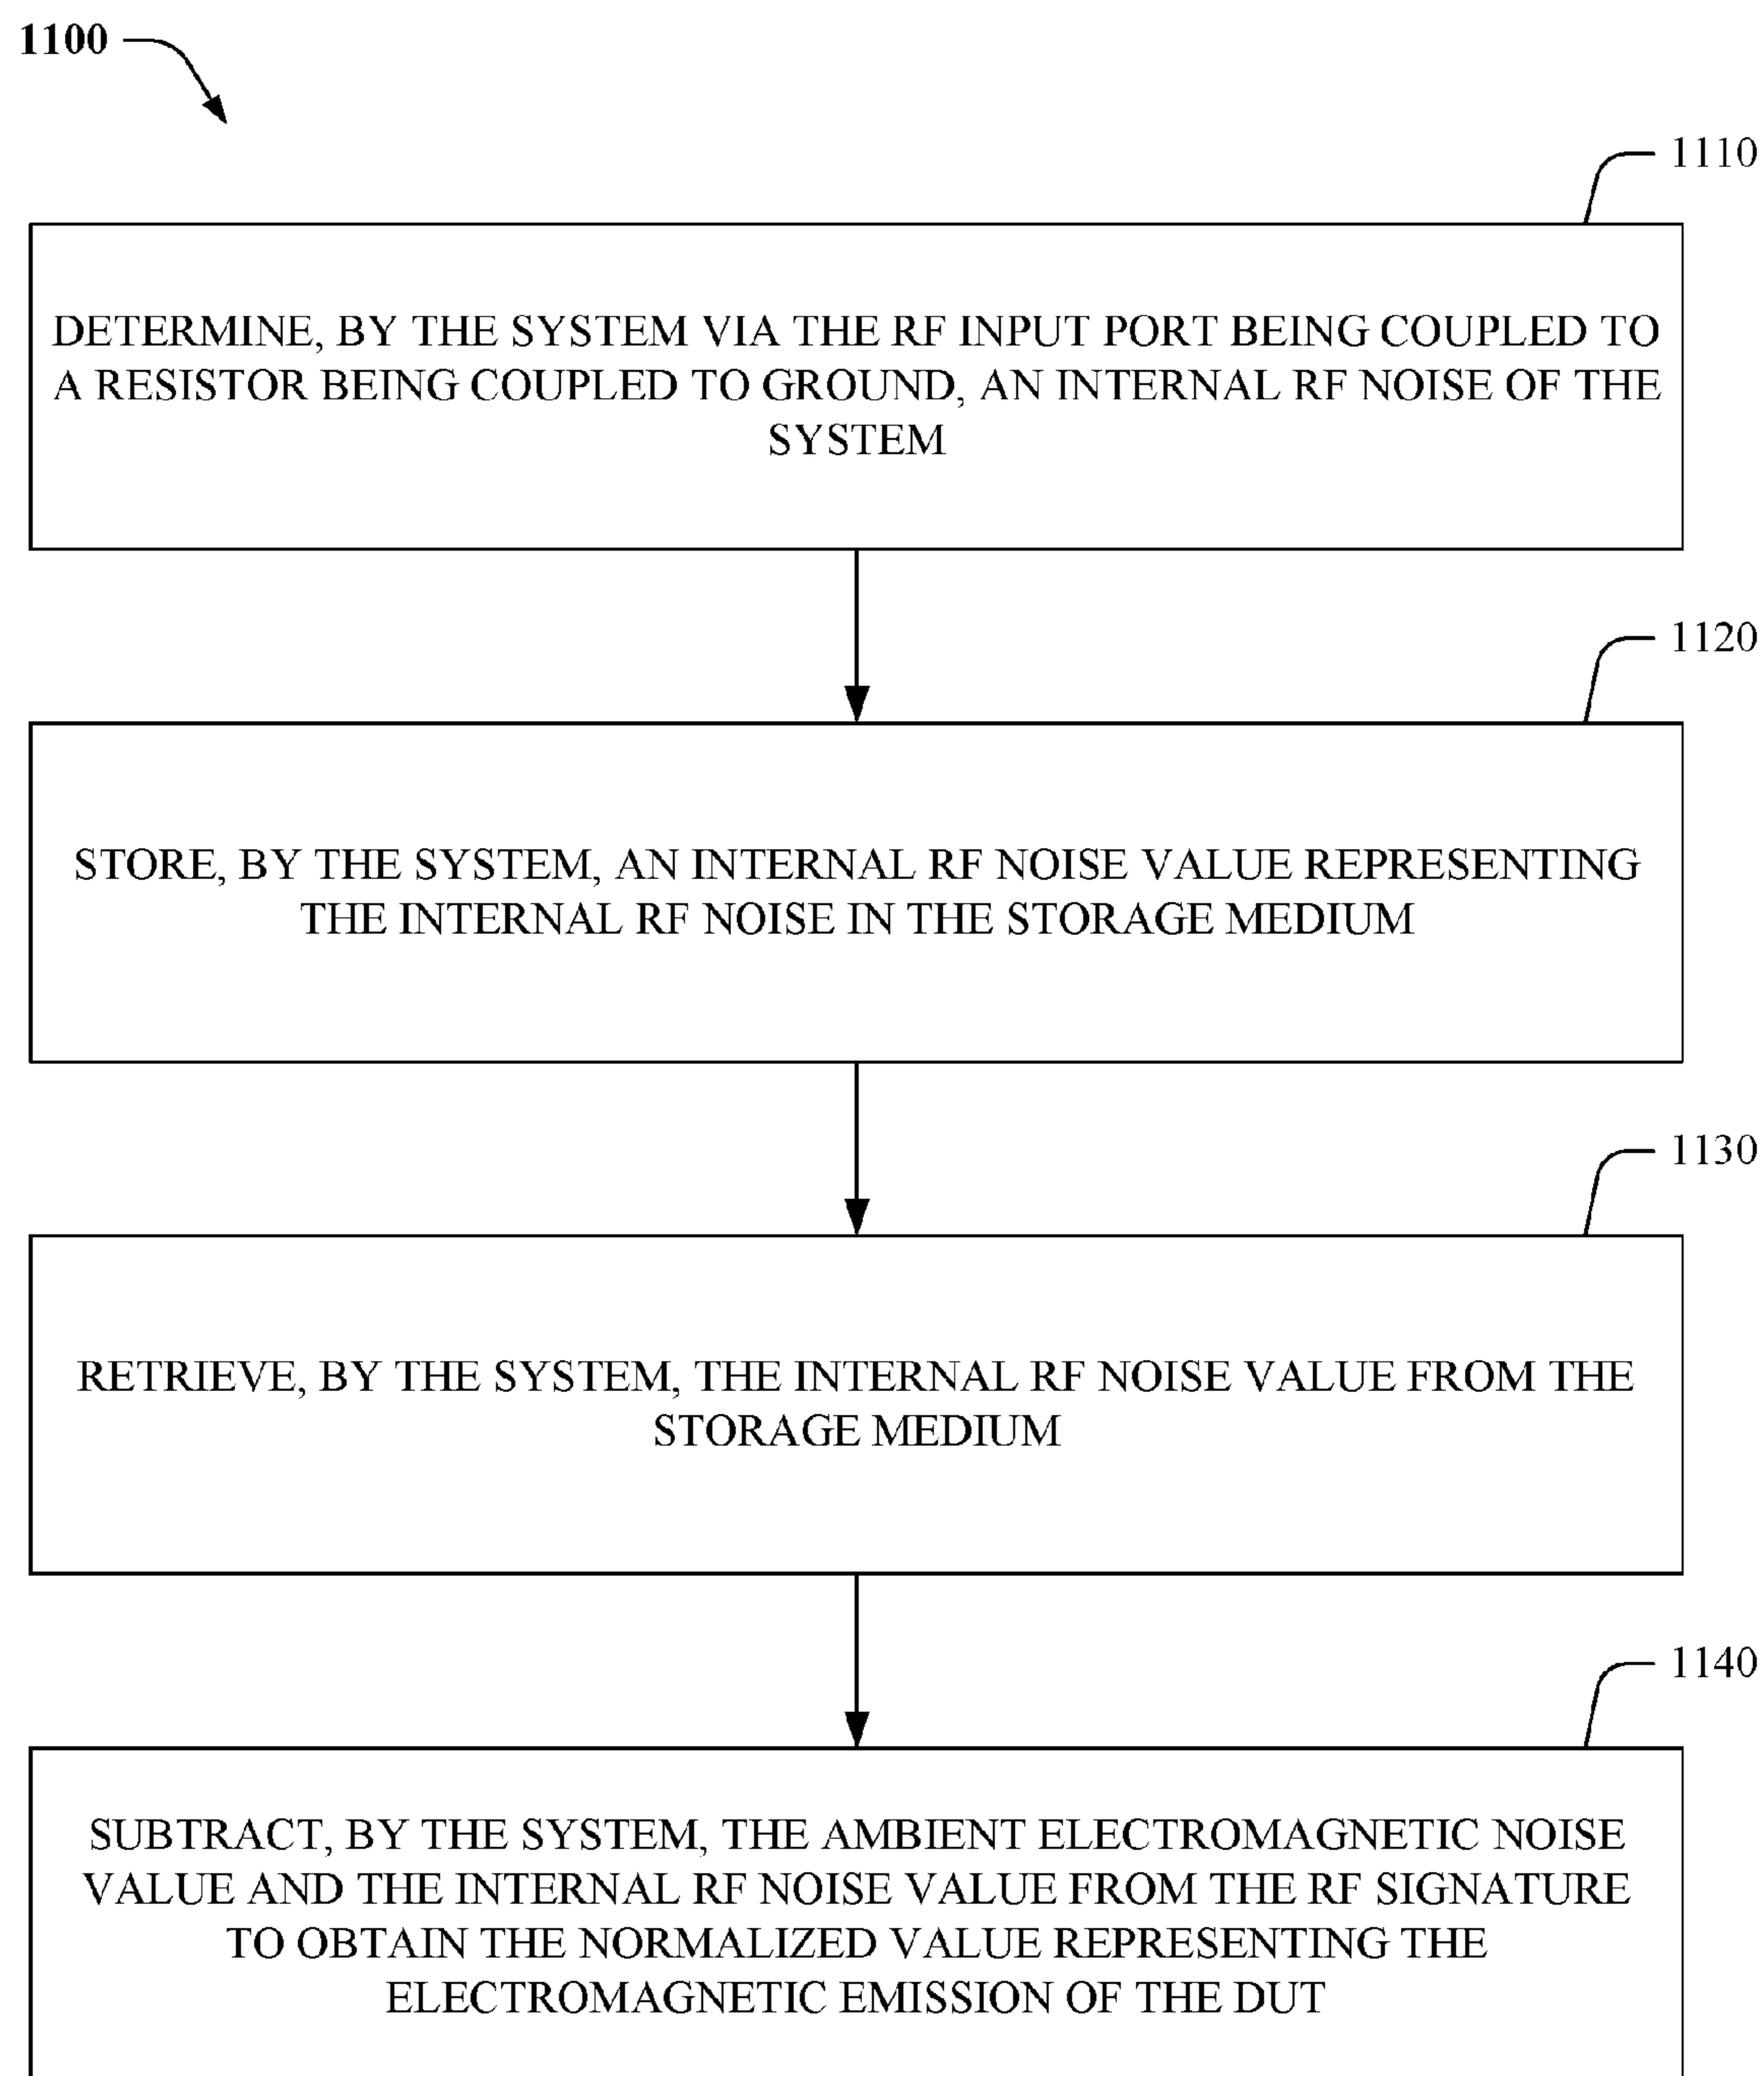 1100
1110
DETERMINE, BY THE SYSTEM VIA THE RF INPUT PORT BEING COUPLED TO
A RESISTOR BEING COUPLED TO GROUND, AN INTERNAL RF NOISE OF THE
SYSTEM
1120
STORE, BY THE SYSTEM, AN INTERNAL RF NOISE VALUE REPRESENTING
THE INTERNAL RF NOISE IN THE STORAGE MEDIUM
1130
RETRIEVE, BY THE SYSTEM, THE INTERNAL RF NOISE VALUE FROM THE
STORAGE MEDIUM
1140
SUBTRACT, BY THE SYSTEM, THE AMBIENT ELECTROMAGNETIC NOISE
VALUE AND THE INTERNAL RF NOISE VALUE FROM THE RF SIGNATURE
TO OBTAIN THE NORMALIZED VALUE REPRESENTING THE
ELECTROMAGNETIC EMISSION OF THE DUT